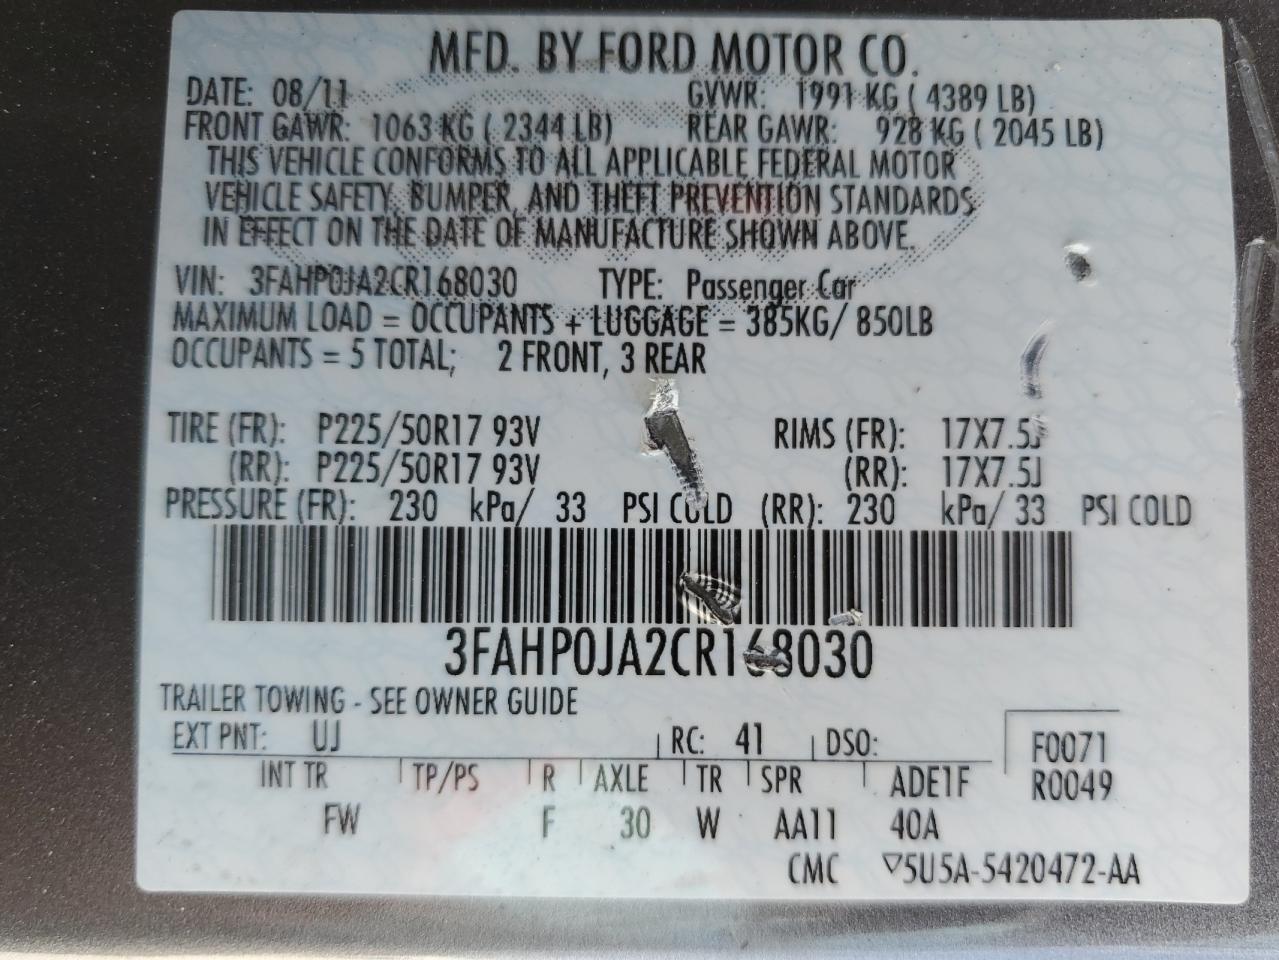 MFD. BY FORD MOTOR CO.
DATE: 08/11 GVWR: 1991 KG ( 4389 LB)
FRONT GAWR: 1063 KG ( 2344 LB) REAR GAWR: 928 KG ( 2045 LB)
THIS VEHICLE CONFORMS TO ALL APPLICABLE FEDERAL MOTOR
VEHICLE SAFETY, BUMPER, AND THEFT PREVENTION STANDARDS
IN EFFECT ON THE DATE OF MANUFACTURE SHOWN ABOVE.
VIN: 3FAHP0JA2CR168030 TYPE: Passenger Car
MAXIMUM LOAD = OCCUPANTS + LUGGAGE = 385KG/ 850LB
OCCUPANTS = 5 TOTAL; 2 FRONT, 3 REAR
TIRE (FR): P225/50R17 93V RIMS (FR): 17X7.5J
(RR): P225/50R17 93V (RR): 17X7.5J
PRESSURE (FR): 230 kPa/ 33 PSI COLD (RR): 230 kPa/ 33 PSI COLD
3FAHP0JA2CR168030
TRAILER TOWING - SEE OWNER GUIDE
EXT PNT: UJ RC: 41 DSO: F0071
INT TR TP/PS R AXLE TR SPR ADE1F R0049
FW F 30 W AA11 40A
CMC ▽5U5A-5420472-AA